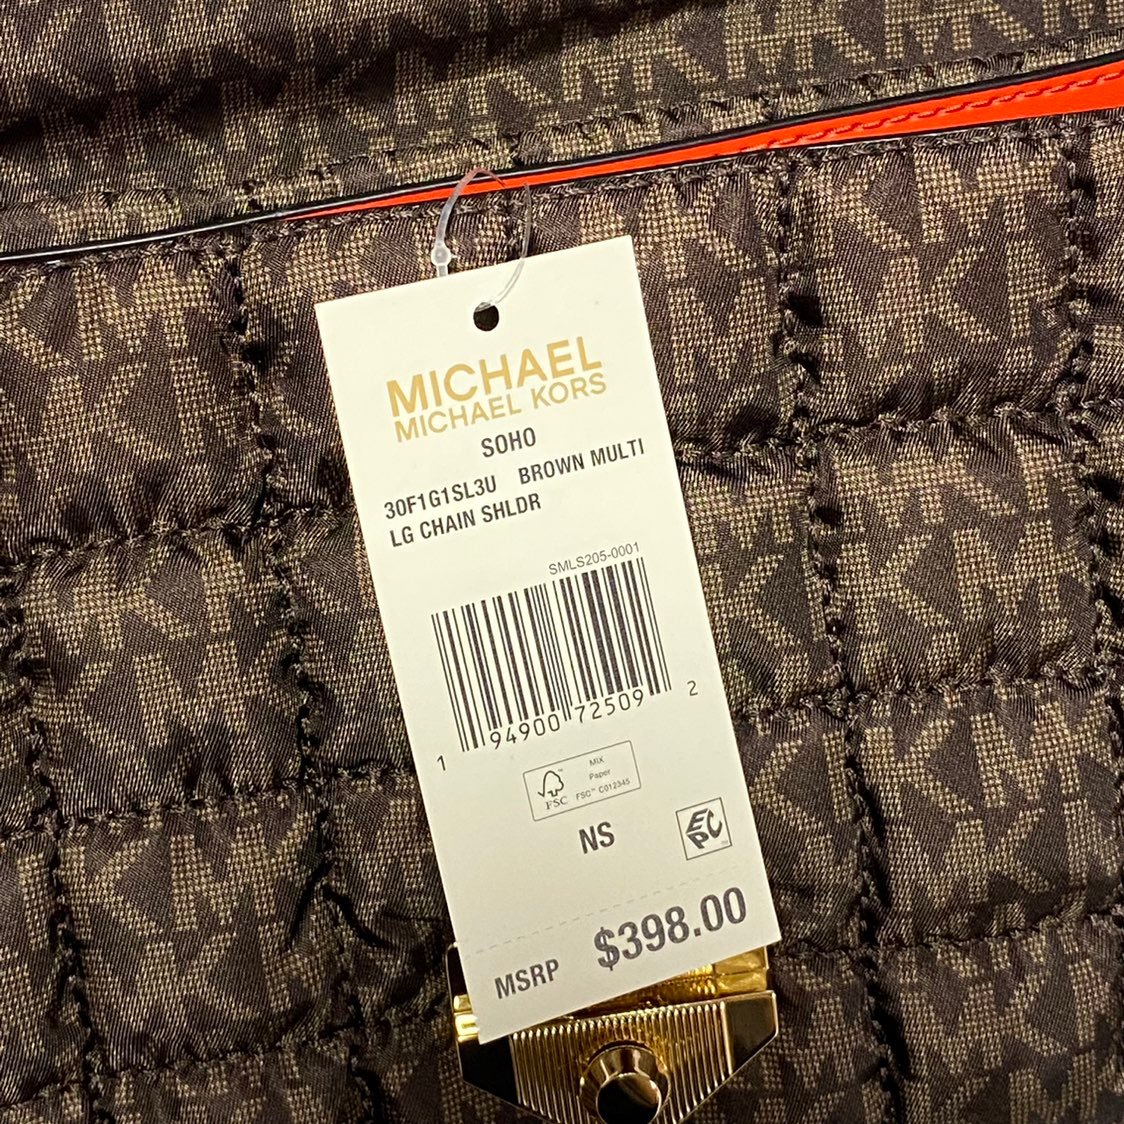 MICHAEL
MICHAEL KORS
SOHO
30F1G1SL3U BROWN MULTI
LG CHAIN SHLDR
SMLS205-0001
1 94900 72509 2
MIX
Paper
FSC™ C012345
FSC
NS
EPC
MSRP $398.00